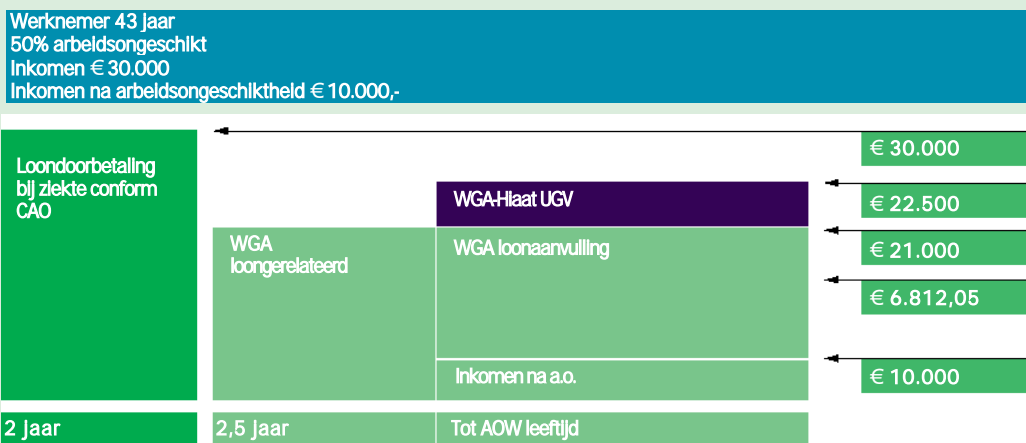 Werknemer 43 jaar
50% arbeidsongeschikt
Inkomen € 30.000
Inkomen na arbeidsongeschiktheid € 10.000,-
Loondoorbetaling
bij ziekte conform
CAO
WGA
loongerelateerd
WGA-Hiaat UGV
WGA loonaanvulling
Inkomen na a.o.
€ 30.000
€ 22.500
€ 21.000
€ 6.812,05
€ 10.000
2 jaar
2,5 jaar
Tot AOW leeftijd